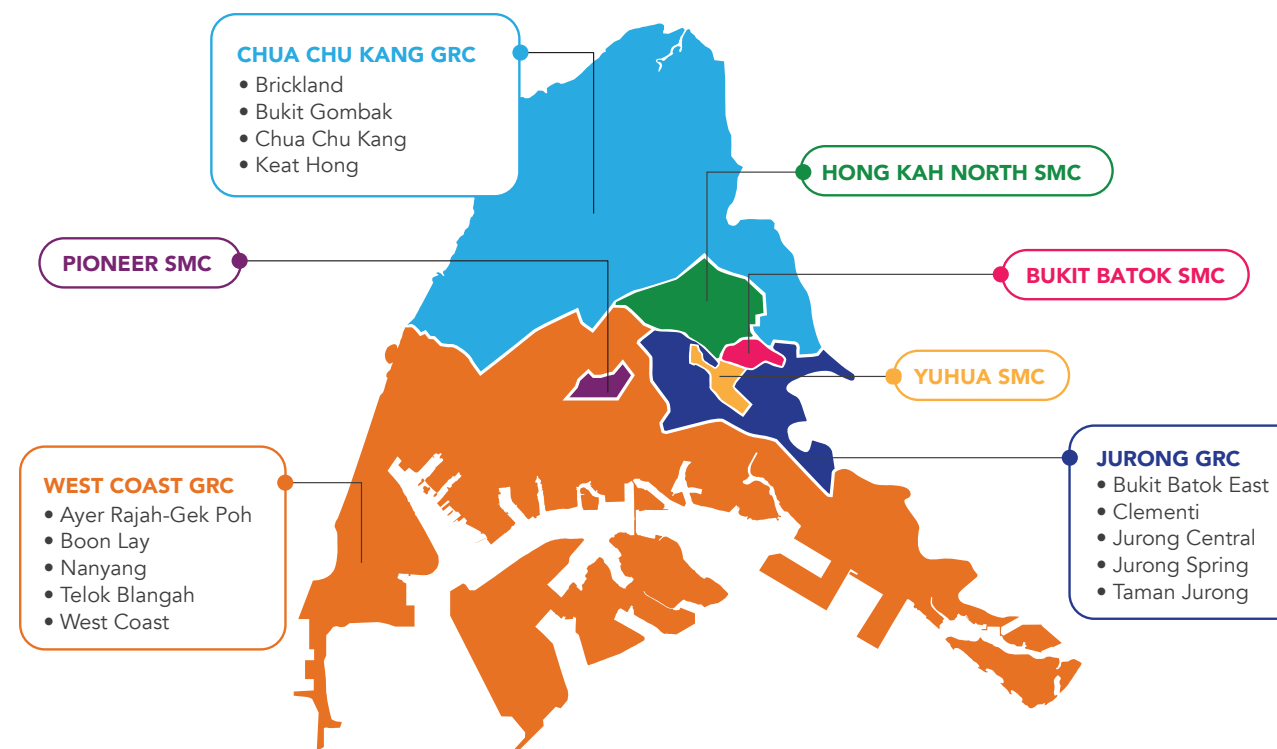 CHUA CHU KANG GRC
• Brickland
• Bukit Gombak
• Chua Chu Kang
• Keat Hong
HONG KAH NORTH SMC
PIONEER SMC
BUKIT BATOK SMC
YUHUA SMC
WEST COAST GRC
• Ayer Rajah-Gek Poh
• Boon Lay
• Nanyang
• Telok Blangah
• West Coast
JURONG GRC
• Bukit Batok East
• Clementi
• Jurong Central
• Jurong Spring
• Taman Jurong